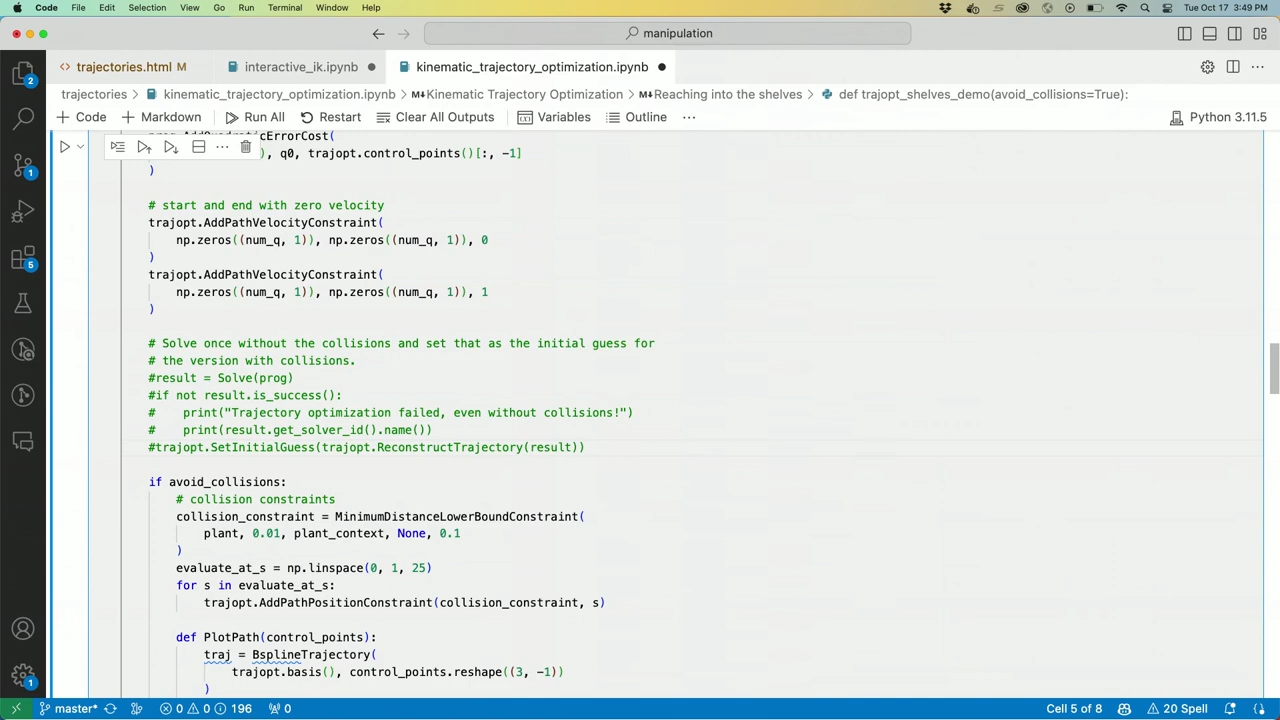 Code File Edit Selection View Go Run Terminal Window Help Tue Oct 17 3:49 PM
manipulation
trajectories.html M interactive_ik.ipynb kinematic_trajectory_optimization.ipynb
trajectories > kinematic_trajectory_optimization.ipynb > Kinematic Trajectory Optimization > Reaching into the shelves > def trajopt_shelves_demo(avoid_collisions=True):
+ Code + Markdown Run All Restart Clear All Outputs Variables Outline ... Python 3.11.5
), q0, trajopt.control_points()[:, -1]
)
# start and end with zero velocity
trajopt.AddPathVelocityConstraint(
np.zeros((num_q, 1)), np.zeros((num_q, 1)), 0
)
trajopt.AddPathVelocityConstraint(
np.zeros((num_q, 1)), np.zeros((num_q, 1)), 1
)
# Solve once without the collisions and set that as the initial guess for
# the version with collisions.
#result = Solve(prog)
#if not result.is_success():
#    print("Trajectory optimization failed, even without collisions!")
#    print(result.get_solver_id().name())
#trajopt.SetInitialGuess(trajopt.ReconstructTrajectory(result))
if avoid_collisions:
# collision constraints
collision_constraint = MinimumDistanceLowerBoundConstraint(
plant, 0.01, plant_context, None, 0.1
)
evaluate_at_s = np.linspace(0, 1, 25)
for s in evaluate_at_s:
trajopt.AddPathPositionConstraint(collision_constraint, s)
def PlotPath(control_points):
traj = BsplineTrajectory(
trajopt.basis(), control_points.reshape((3, -1))
)
2
1
5
1
master* 0 0 196 0 Cell 5 of 8 20 Spell